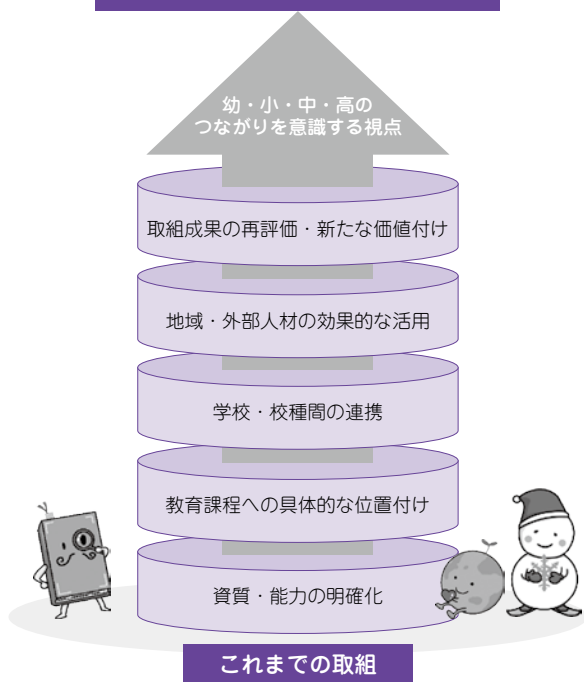 幼・小・中・高の
つながりを意識する視点
取組成果の再評価・新たな価値付け
地域・外部人材の効果的な活用
学校・校種間の連携
教育課程への具体的な位置付け
資質・能力の明確化
これまでの取組